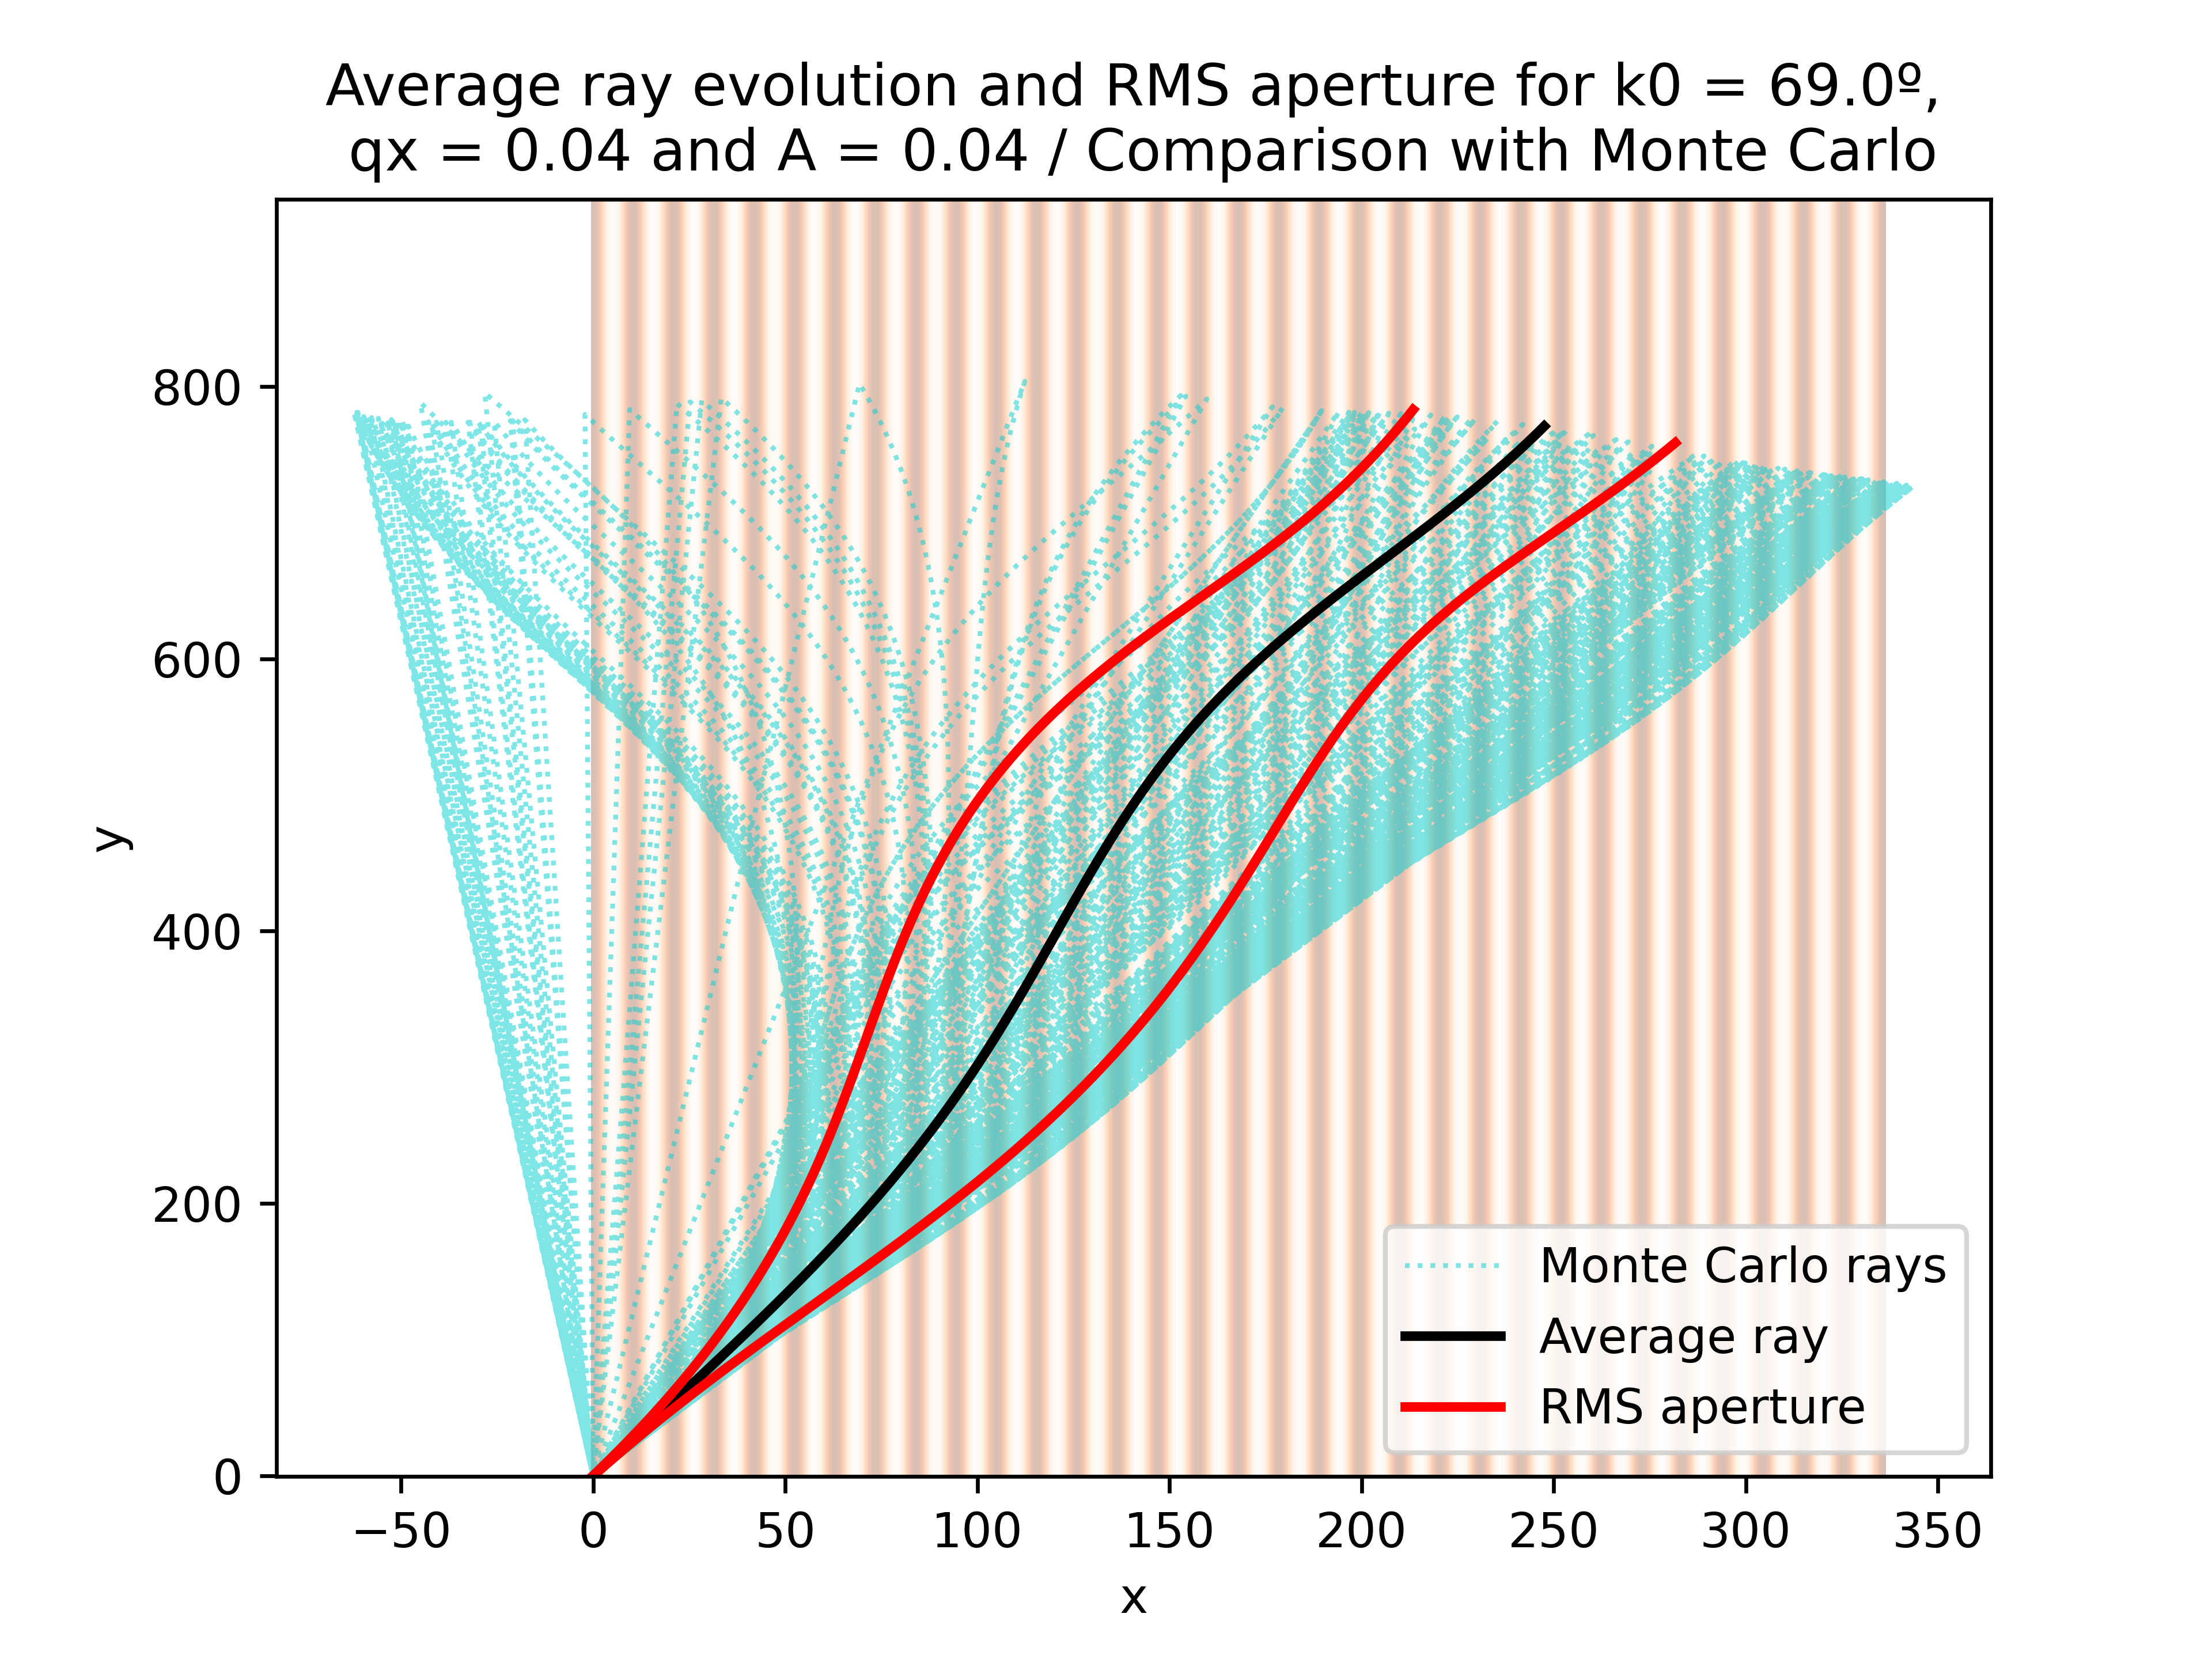 Average ray evolution and RMS aperture for k0 = 69.0º,
qx = 0.04 and A = 0.04 / Comparison with Monte Carlo
y
800
600
400
200
0
Monte Carlo rays
Average ray
RMS aperture
−50 0 50 100 150 200 250 300 350
x